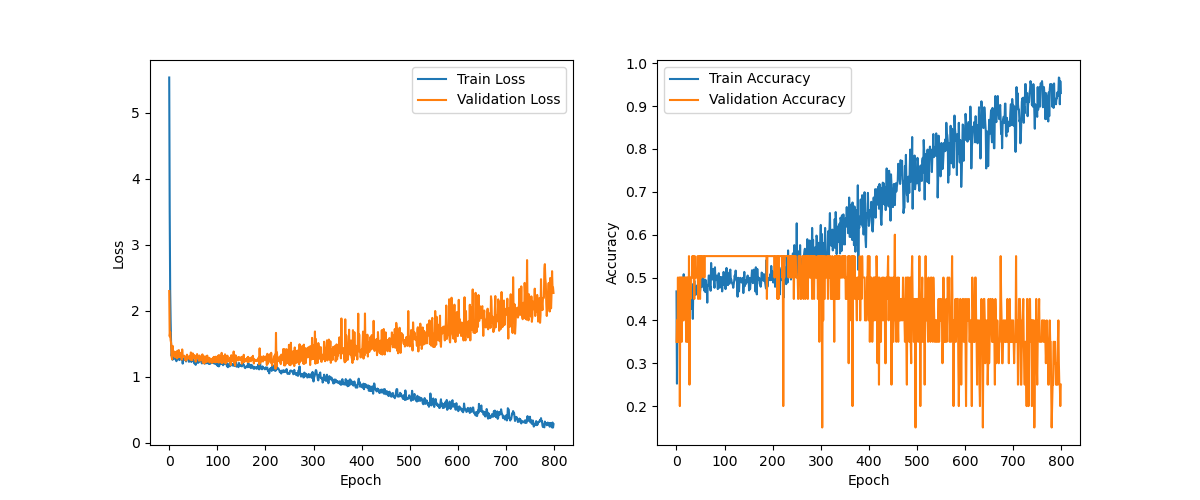 Train Loss
Validation Loss
5
4
3
2
1
0
Loss
0 100 200 300 400 500 600 700 800
Epoch
Train Accuracy
Validation Accuracy
1.0
0.9
0.8
0.7
0.6
0.5
0.4
0.3
0.2
Accuracy
0 100 200 300 400 500 600 700 800
Epoch